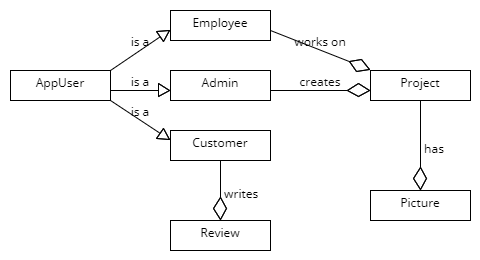 Employee
is a
works on
AppUser
is a
Admin
creates
Project
is a
Customer
has
writes
Picture
Review